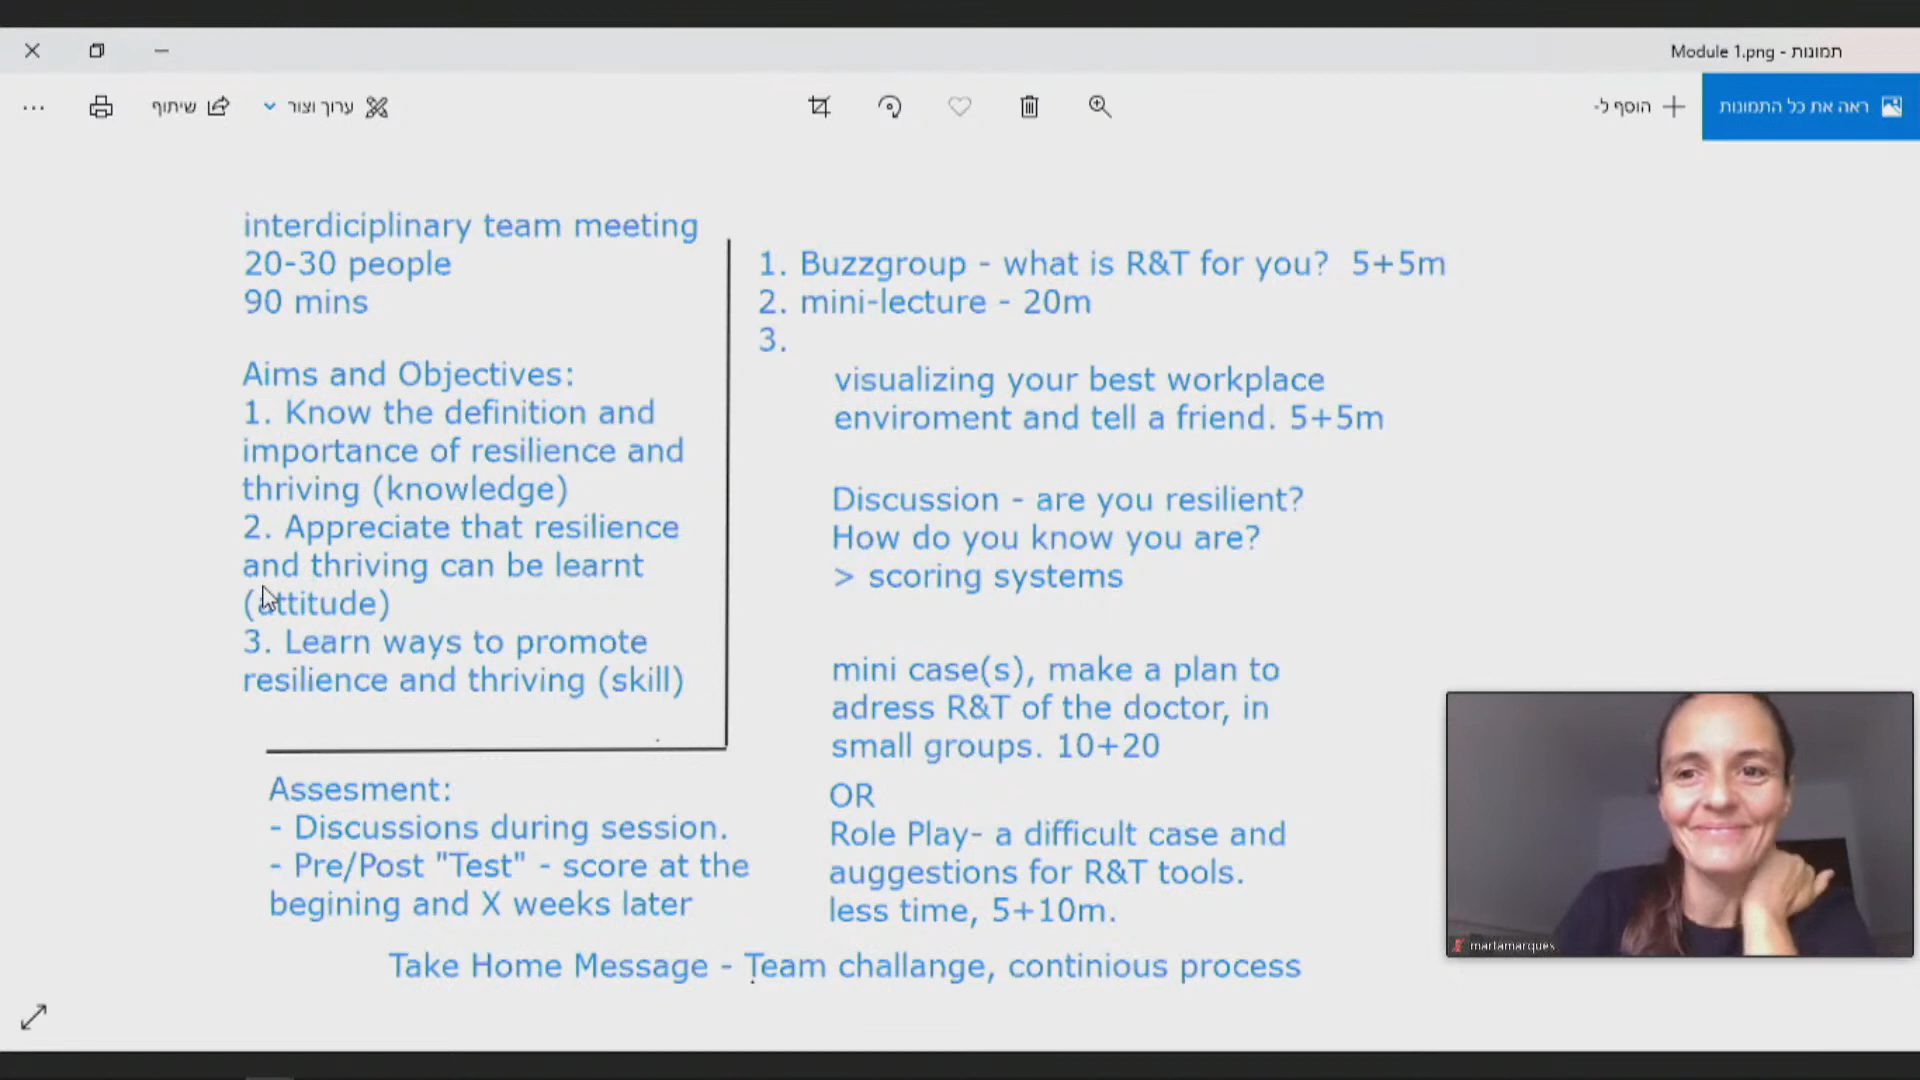 Module 1.png - תמונות
ראה את כל התמונות
הוסף ל-
ערוך וצור
שיתוף
interdiciplinary team meeting
20-30 people
90 mins
Aims and Objectives:
1. Know the definition and
importance of resilience and
thriving (knowledge)
2. Appreciate that resilience
and thriving can be learnt
(attitude)
3. Learn ways to promote
resilience and thriving (skill)
Assesment:
- Discussions during session.
- Pre/Post "Test" - score at the
begining and X weeks later
1. Buzzgroup - what is R&T for you? 5+5m
2. mini-lecture - 20m
3.
visualizing your best workplace
enviroment and tell a friend. 5+5m
Discussion - are you resilient?
How do you know you are?
> scoring systems
mini case(s), make a plan to
adress R&T of the doctor, in
small groups. 10+20
OR
Role Play- a difficult case and
auggestions for R&T tools.
less time, 5+10m.
Take Home Message - Team challange, continious process
martamarques